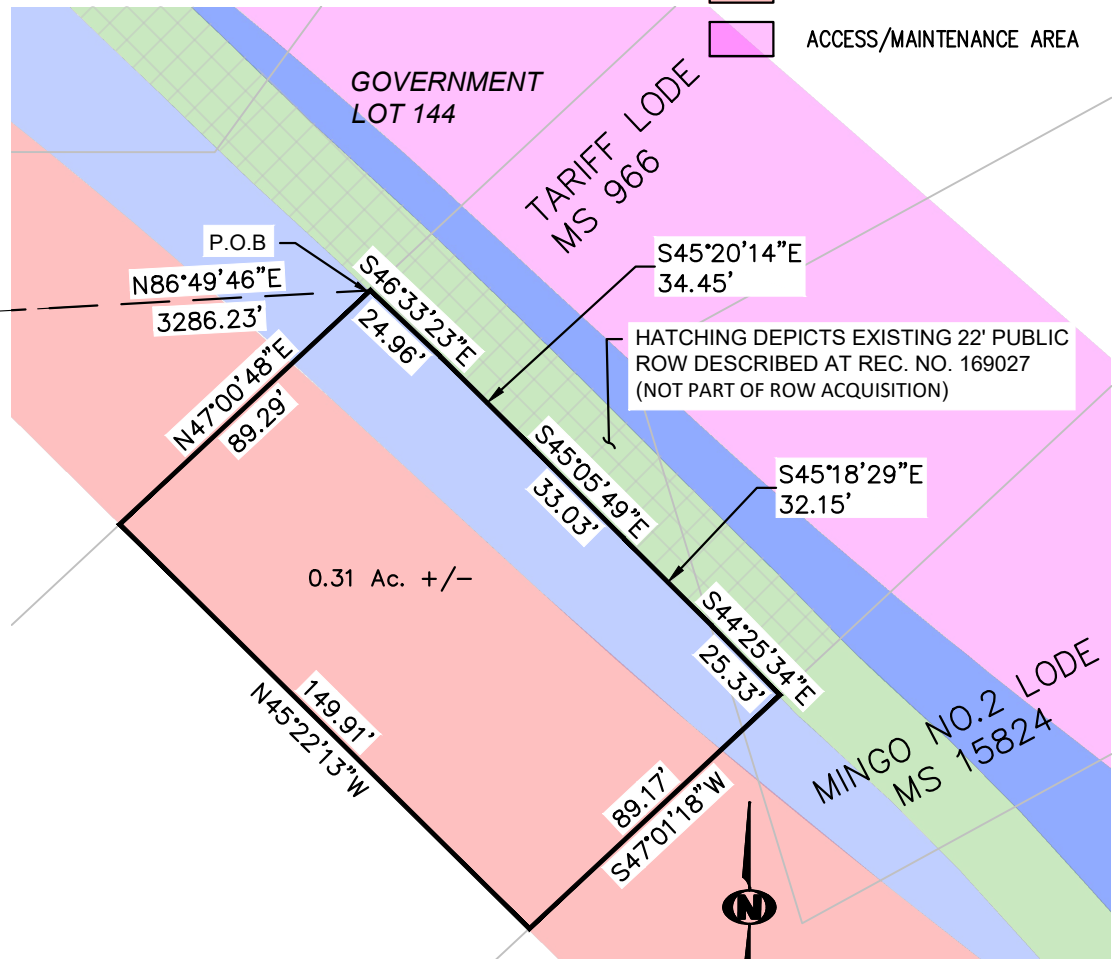 ACCESS/MAINTENANCE AREA
GOVERNMENT
LOT 144
TARIFF LODE
MS 966
P.O.B
N86°49'46"E
3286.23'
S46°33'23"E
24.96'
S45°20'14"E
34.45'
HATCHING DEPICTS EXISTING 22' PUBLIC
ROW DESCRIBED AT REC. NO. 169027
(NOT PART OF ROW ACQUISITION)
N47°00'48"E
89.29'
S45°05'49"E
33.03'
S45°18'29"E
32.15'
0.31 Ac. +/-
S44°25'34"E
25.33'
149.91'
N45°22'13"W
MINGO NO.2 LODE
MS 15824
89.17'
S47°01'18"W
N